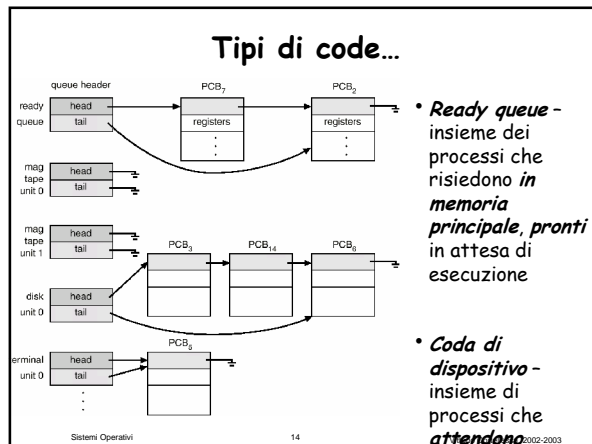 Tipi di code…
queue header
PCB7
PCB2
ready
queue
head
tail
registers
registers
mag
tape
unit 0
head
tail
mag
tape
unit 1
head
tail
PCB3
PCB14
PCB6
disk
unit 0
head
tail
PCB5
erminal
unit 0
head
tail
• Ready queue –
insieme dei
processi che
risiedono in
memoria
principale, pronti
in attesa di
esecuzione
• Coda di
dispositivo –
insieme di
processi che
attendono
Sistemi Operativi
14
2002-2003